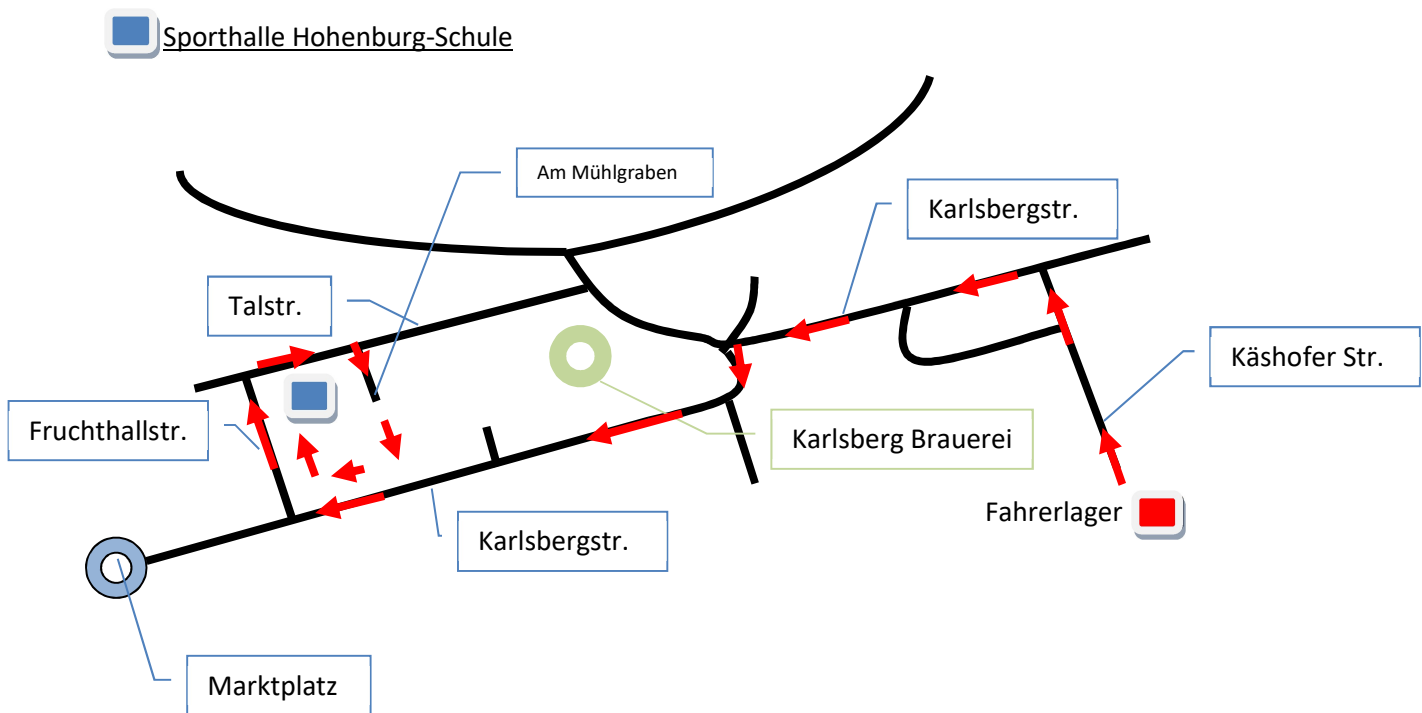 Sporthalle Hohenburg-Schule
Am Mühlgraben
Karlsbergstr.
Talstr.
Käshofer Str.
Fruchthallstr.
Karlsberg Brauerei
Fahrerlager
Karlsbergstr.
Marktplatz